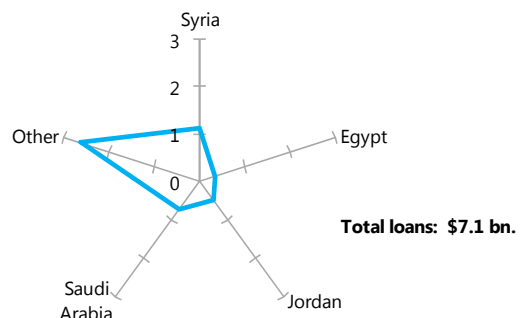 Syria
3
2
1
0
Other
Egypt
Total loans: $7.1 bn.
Saudi
Arabia
Jordan